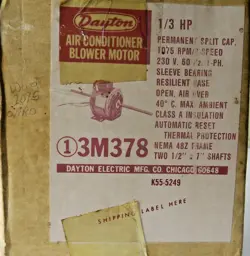 Dayton
AIR CONDITIONER
BLOWER MOTOR
1/3 HP
PERMANENT SPLIT CAP.
1075 RPM/ SPEED
230 V. 60 1-PH.
SLEEVE BEARING
RESILIENT BASE
OPEN, AIR OVER
40° C. MAX AMBIENT
CLASS A INSULATION
AUTOMATIC RESET
THERMAL PROTECTION
NEMA 48Z FRAME
TWO 1/2" x 7" SHAFTS
① 3M378
DAYTON ELECTRIC MFG. CO. CHICAGO 60648
K55-5249
SHIPPING LABEL HERE